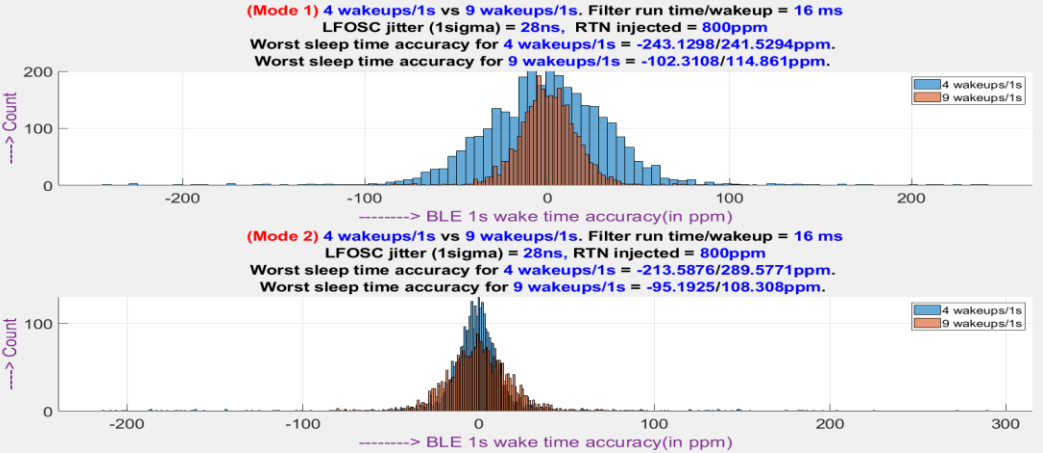 (Mode 1) 4 wakeups/1s vs 9 wakeups/1s. Filter run time/wakeup = 16 ms
LFOSC jitter (1sigma) = 28ns,  RTN injected = 800ppm
Worst sleep time accuracy for 4 wakeups/1s = -243.1298/241.5294ppm.
Worst sleep time accuracy for 9 wakeups/1s = -102.3108/114.861ppm.
200
100
0
----> Count
4 wakeups/1s
9 wakeups/1s
-200 -100 0 100 200
--------> BLE 1s wake time accuracy(in ppm)
(Mode 2) 4 wakeups/1s vs 9 wakeups/1s. Filter run time/wakeup = 16 ms
LFOSC jitter (1sigma) = 28ns, RTN injected = 800ppm
Worst sleep time accuracy for 4 wakeups/1s = -213.5876/289.5771ppm.
Worst sleep time accuracy for 9 wakeups/1s = -95.1925/108.308ppm.
100
0
----> Count
4 wakeups/1s
9 wakeups/1s
-200 -100 0 100 200 300
--------> BLE 1s wake time accuracy(in ppm)